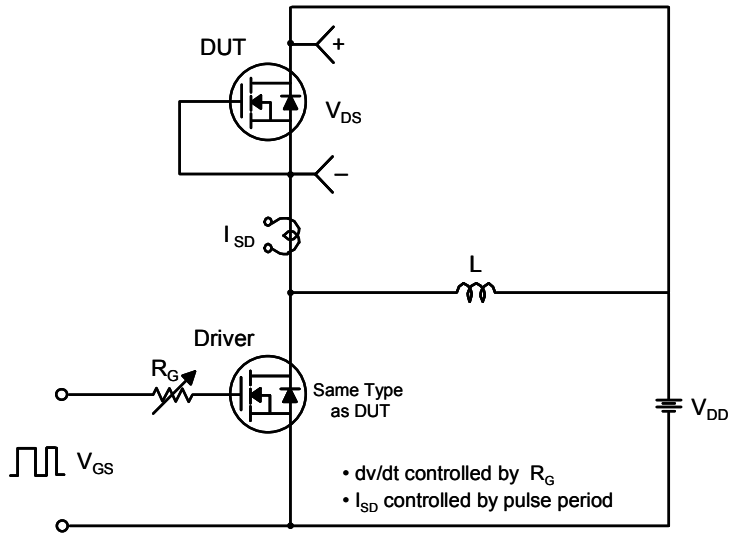 DUT
+
V_DS
−
I_SD
L
Driver
R_G
Same Type
as DUT
V_DD
V_GS
• dv/dt controlled by R_G
• I_SD controlled by pulse period